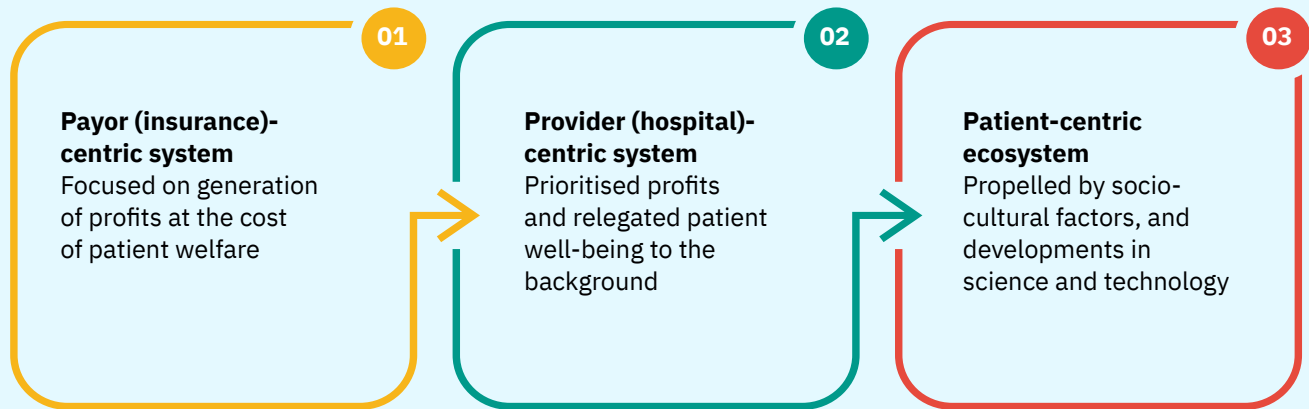 01
Payor (insurance)-
centric system
Focused on generation
of profits at the cost
of patient welfare
02
Provider (hospital)-
centric system
Prioritised profits
and relegated patient
well-being to the
background
03
Patient-centric
ecosystem
Propelled by socio-
cultural factors, and
developments in
science and technology